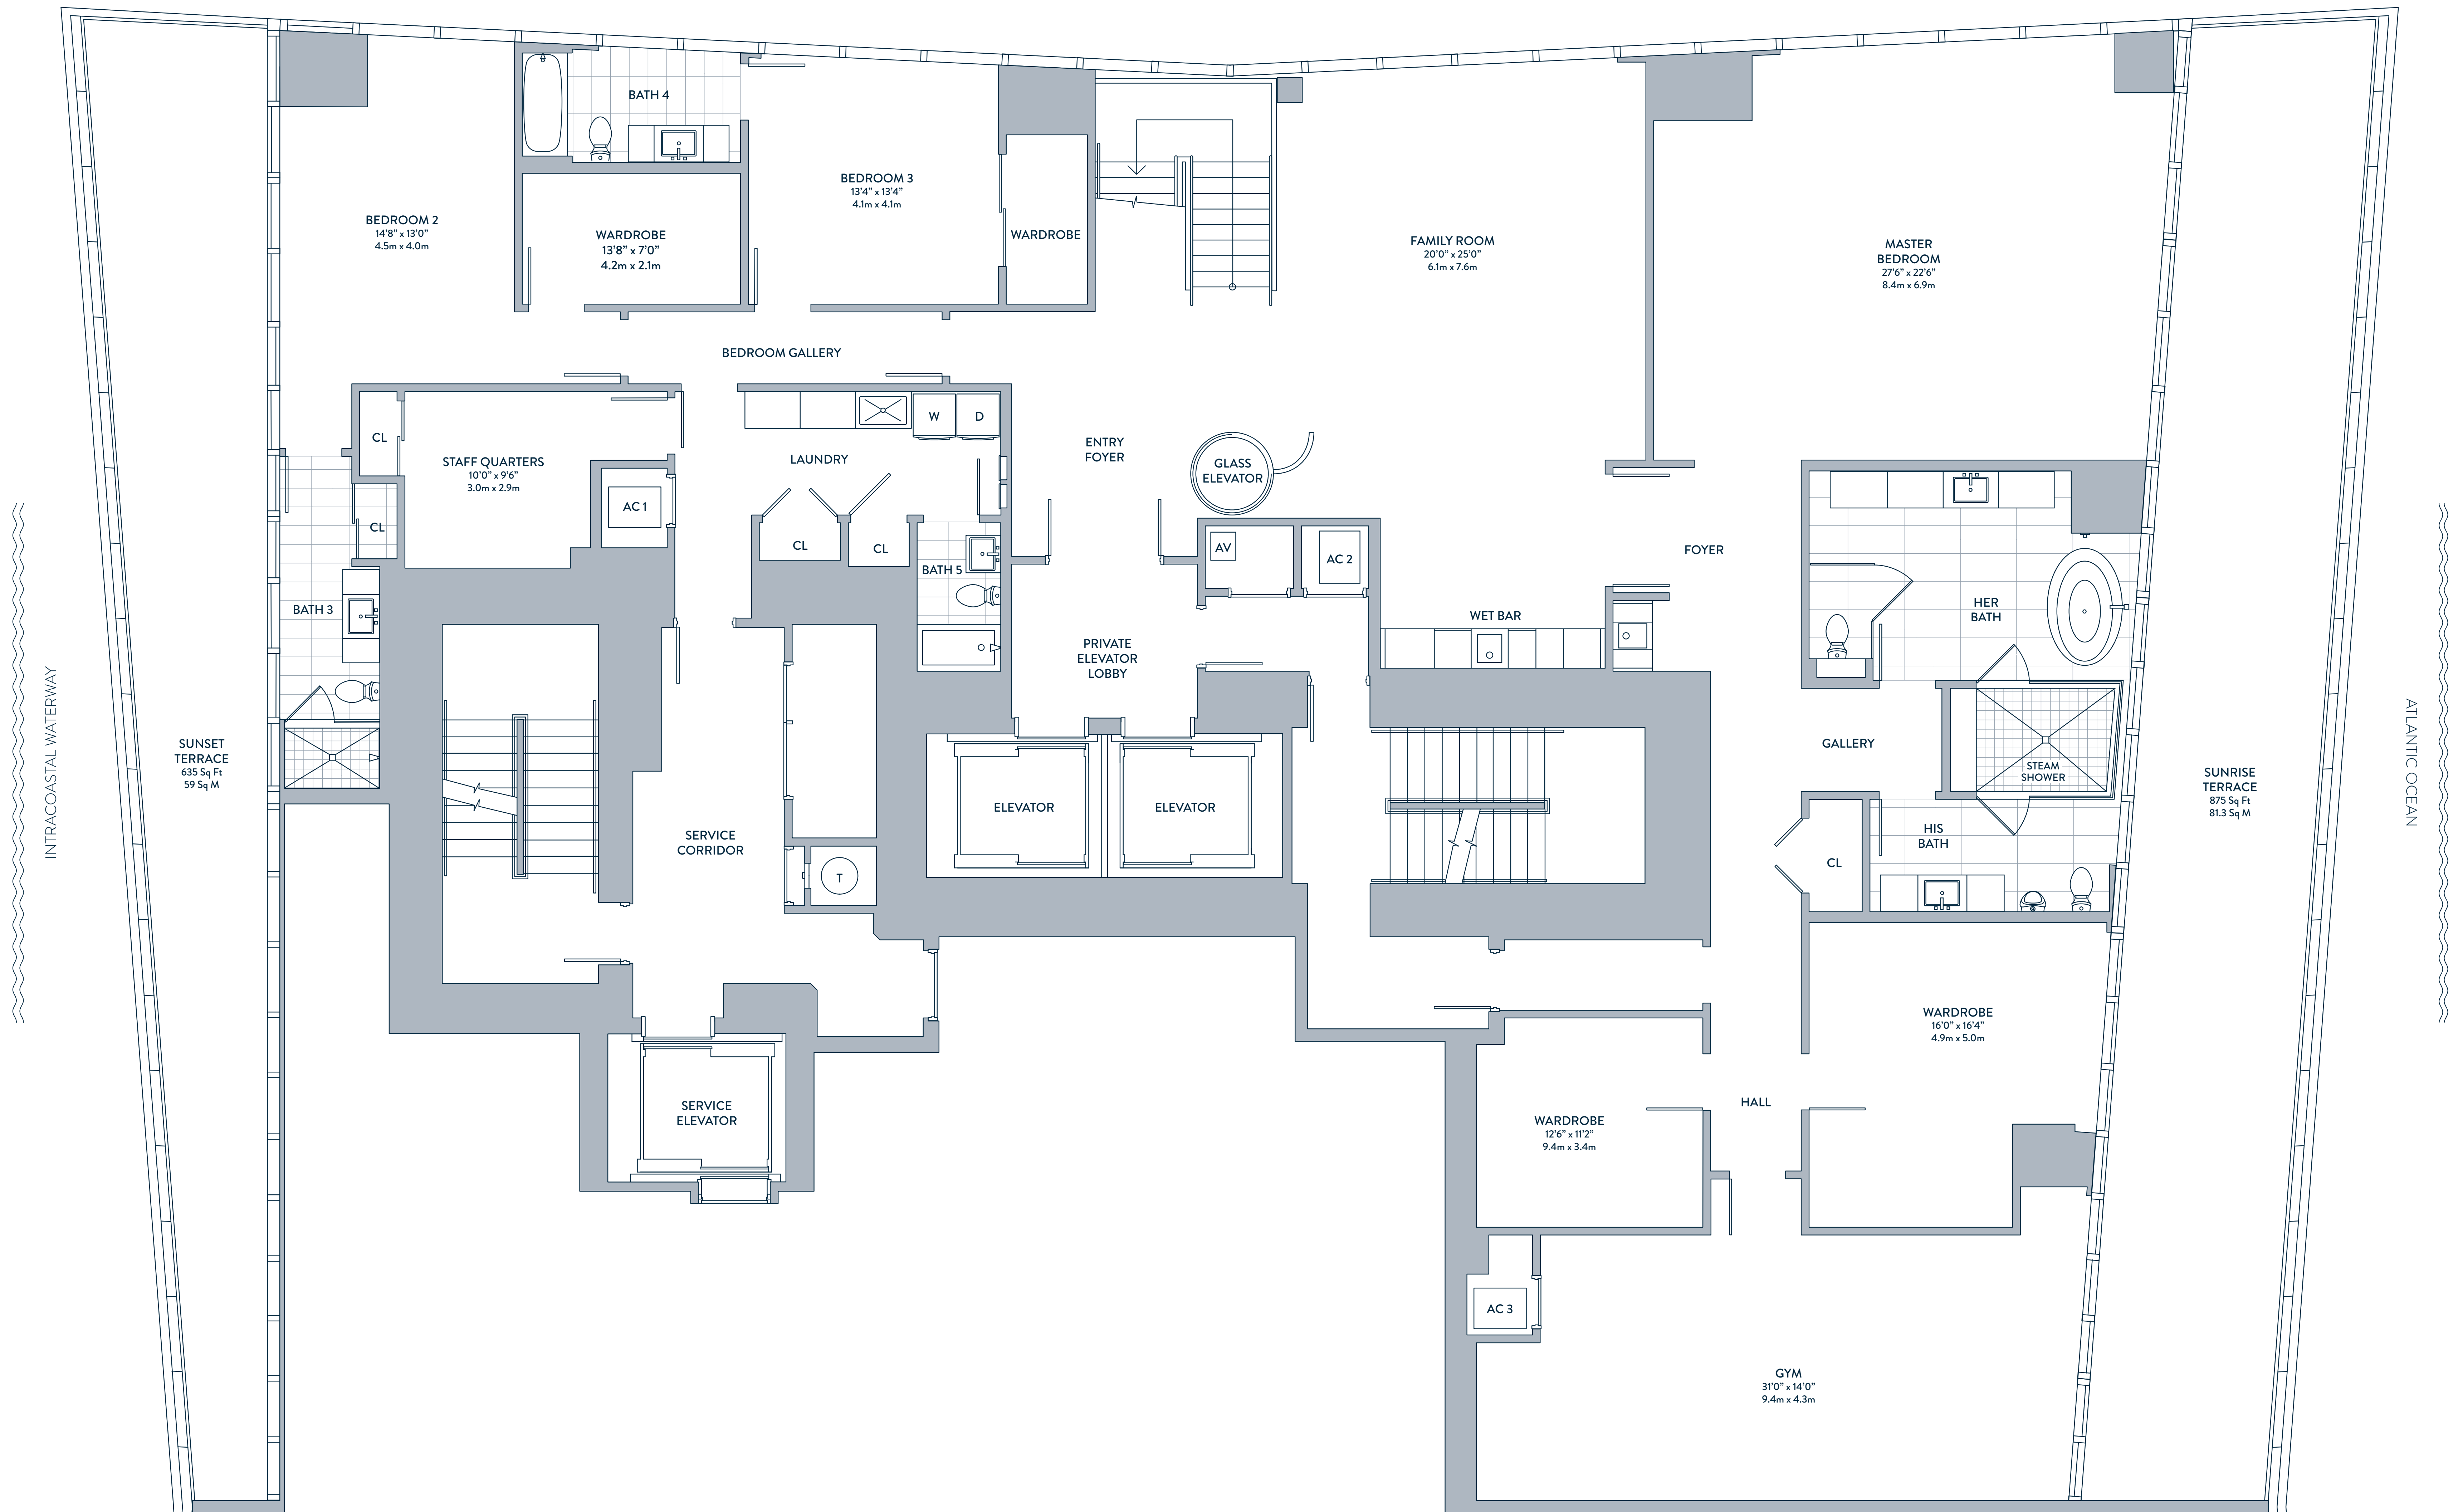 BATH 4
BEDROOM 3
13'4” x 13'4”
4.1m x 4.1m
BEDROOM 2
14'8” x 13'0”
4.5m x 4.0m
WARDROBE
13'8” x 7'0”
4.2m x 2.1m
WARDROBE
FAMILY ROOM
20'0” x 25'0”
6.1m x 7.6m
MASTER
BEDROOM
27'6” x 22'6”
8.4m x 6.9m
BEDROOM GALLERY
W
D
CL
STAFF QUARTERS
10'0” x 9'6”
3.0m x 2.9m
LAUNDRY
ENTRY
FOYER
GLASS
ELEVATOR
AC 1
CL
CL
CL
AV
AC 2
FOYER
BATH 5
BATH 3
WET BAR
HER
BATH
PRIVATE
ELEVATOR
LOBBY
INTRACOASTAL WATERWAY
SUNSET
TERRACE
635 Sq Ft
59 Sq M
GALLERY
STEAM
SHOWER
SUNRISE
TERRACE
875 Sq Ft
81.3 Sq M
ATLANTIC OCEAN
ELEVATOR
ELEVATOR
SERVICE
CORRIDOR
T
HIS
BATH
CL
WARDROBE
16'0” x 16'4”
4.9m x 5.0m
SERVICE
ELEVATOR
HALL
WARDROBE
12'6” x 11'2”
9.4m x 3.4m
AC 3
GYM
31'0” x 14'0”
9.4m x 4.3m